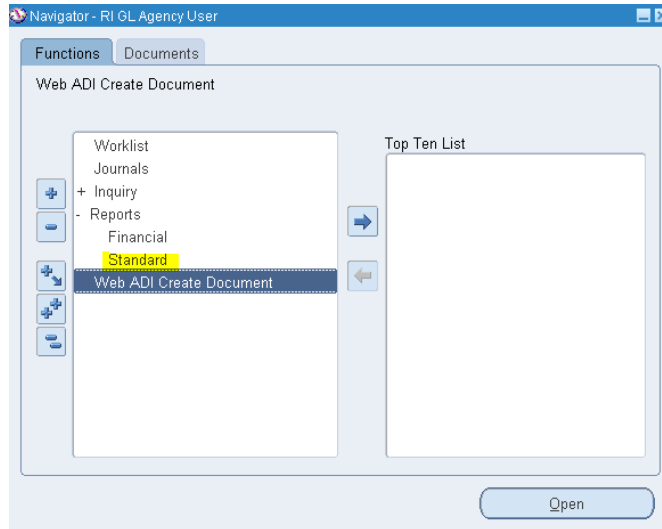 Navigator - RI GL Agency User
Functions Documents
Web ADI Create Document
Top Ten List
Worklist
Journals
+ Inquiry
- Reports
Financial
Standard
Web ADI Create Document
Open